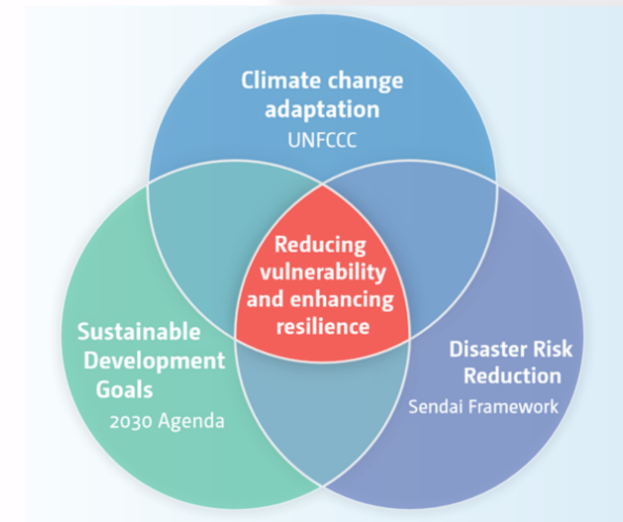 Climate change
adaptation
UNFCCC
Reducing
vulnerability
and enhancing
resilience
Sustainable
Development
Goals
2030 Agenda
Disaster Risk
Reduction
Sendai Framework